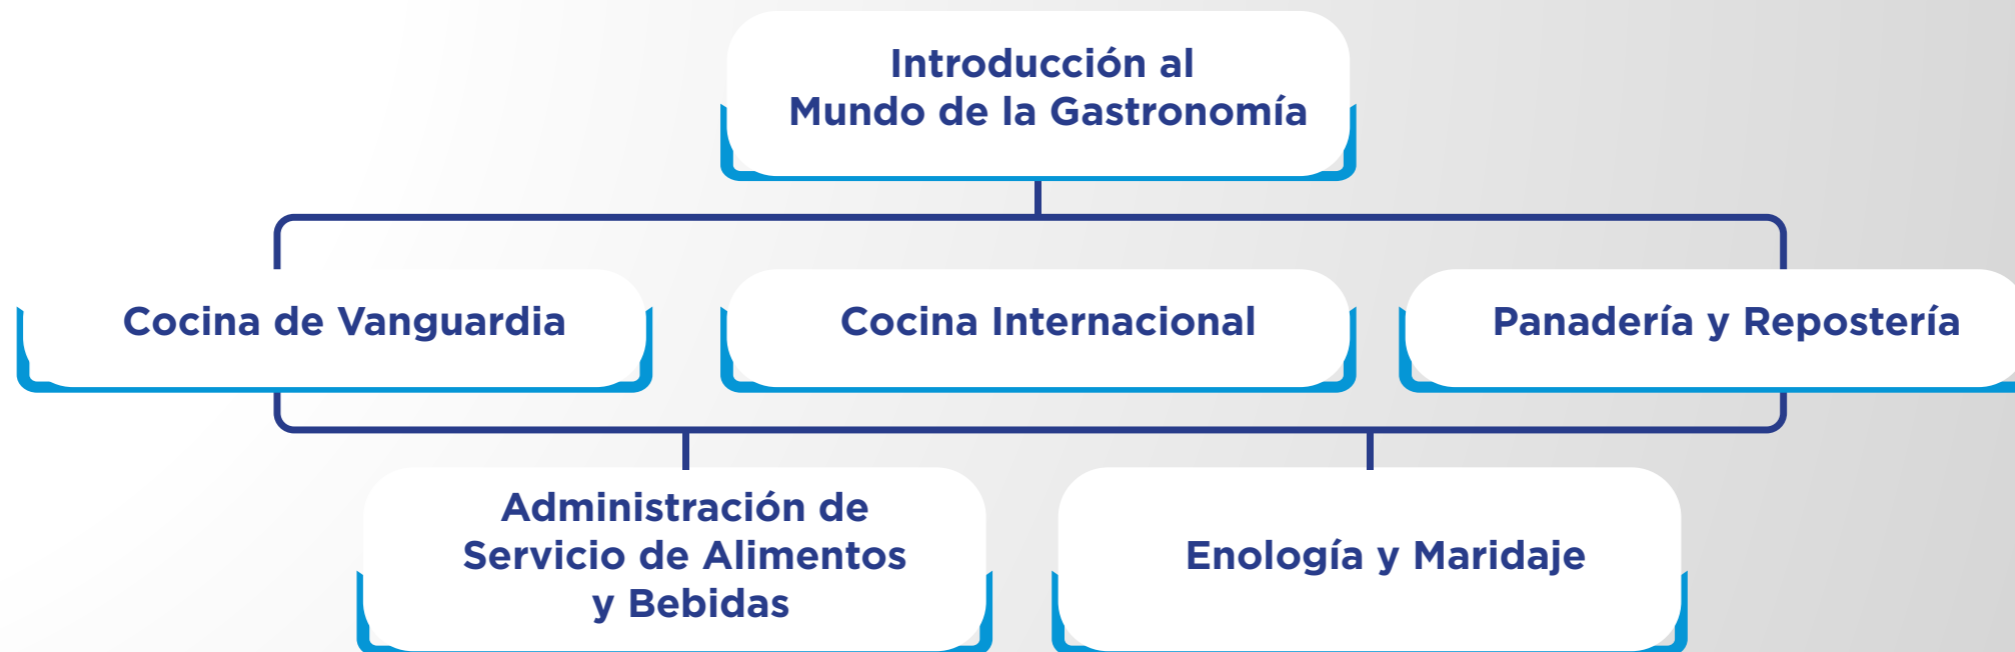 Introducción al
Mundo de la Gastronomía
Cocina de Vanguardia
Cocina Internacional
Panadería y Repostería
Administración de
Servicio de Alimentos
y Bebidas
Enología y Maridaje